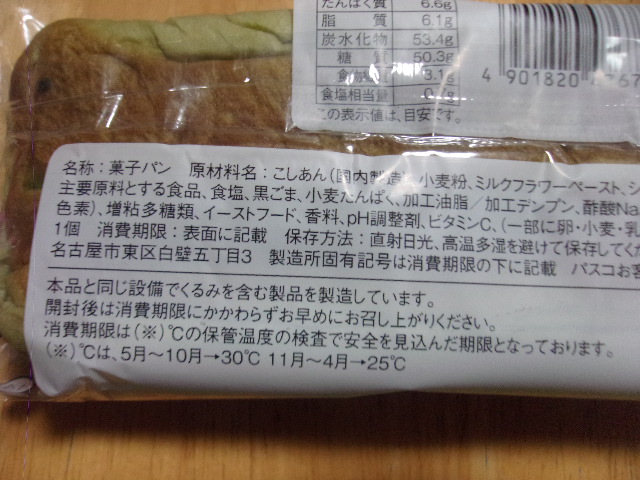 たんぱく質 6.6g
脂 質 6.1g
炭水化物 53.4g
糖 質 50.3g
食物 3.1g
食塩相当量
この表示値は、目安です。
4 901820
名称:菓子パン 原材料名:こしあん(国内製造)、小麦粉、ミルクフラワーペースト、
主要原料とする食品、食塩、黒ごま、小麦たんぱく、加工油脂/加工デンプン、酢酸Na
色素)、増粘多糖類、イーストフード、香料、pH調整剤、ビタミンC、(一部に卵・小麦・乳
1個 消費期限:表面に記載 保存方法:直射日光、高温多湿を避けて保存してく
名古屋市東区白壁五丁目3 製造所固有記号は消費期限の下に記載 パスコお
本品と同じ設備でくるみを含む製品を製造しています。
開封後は消費期限にかかわらずお早めにお召し上がりください。
消費期限は(※)℃の保管温度の検査で安全を見込んだ期限となっております。
(※)℃は、5月~10月→30℃ 11月~4月→25℃